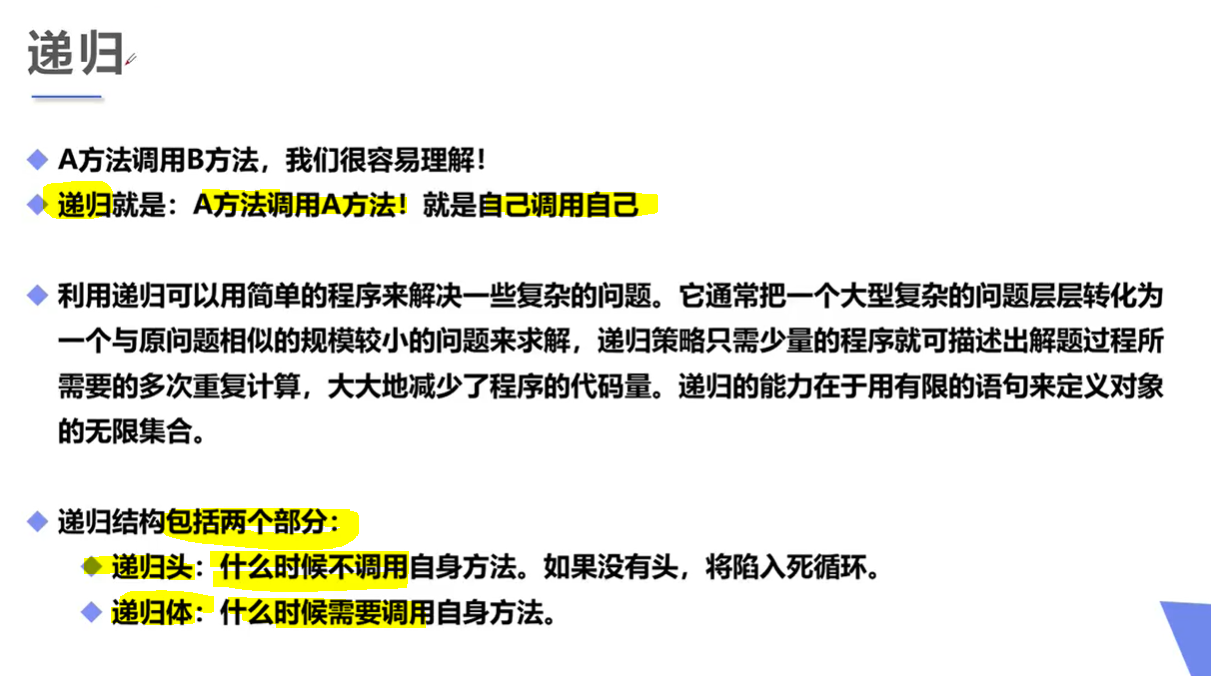 递归
A方法调用B方法，我们很容易理解！
递归就是：A方法调用A方法！就是自己调用自己
利用递归可以用简单的程序来解决一些复杂的问题。它通常把一个大型复杂的问题层层转化为
一个与原问题相似的规模较小的问题来求解，递归策略只需少量的程序就可描述出解题过程所
需要的多次重复计算，大大地减少了程序的代码量。递归的能力在于用有限的语句来定义对象
的无限集合。
递归结构包括两个部分：
递归头：什么时候不调用自身方法。如果没有头，将陷入死循环。
递归体：什么时候需要调用自身方法。